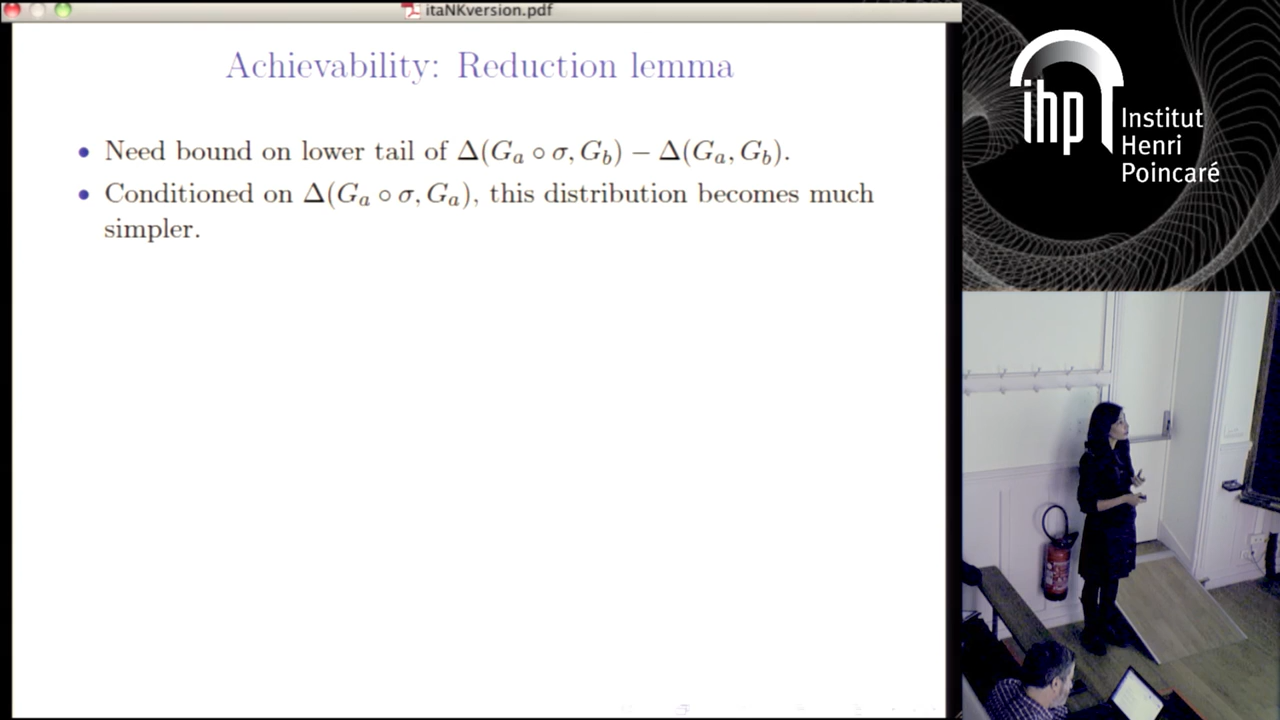 itaNKversion.pdf
Achievability: Reduction lemma
• Need bound on lower tail of Δ(G_a ∘ σ, G_b) − Δ(G_a, G_b).
• Conditioned on Δ(G_a ∘ σ, G_a), this distribution becomes much
simpler.
ihp
Institut
Henri
Poincaré